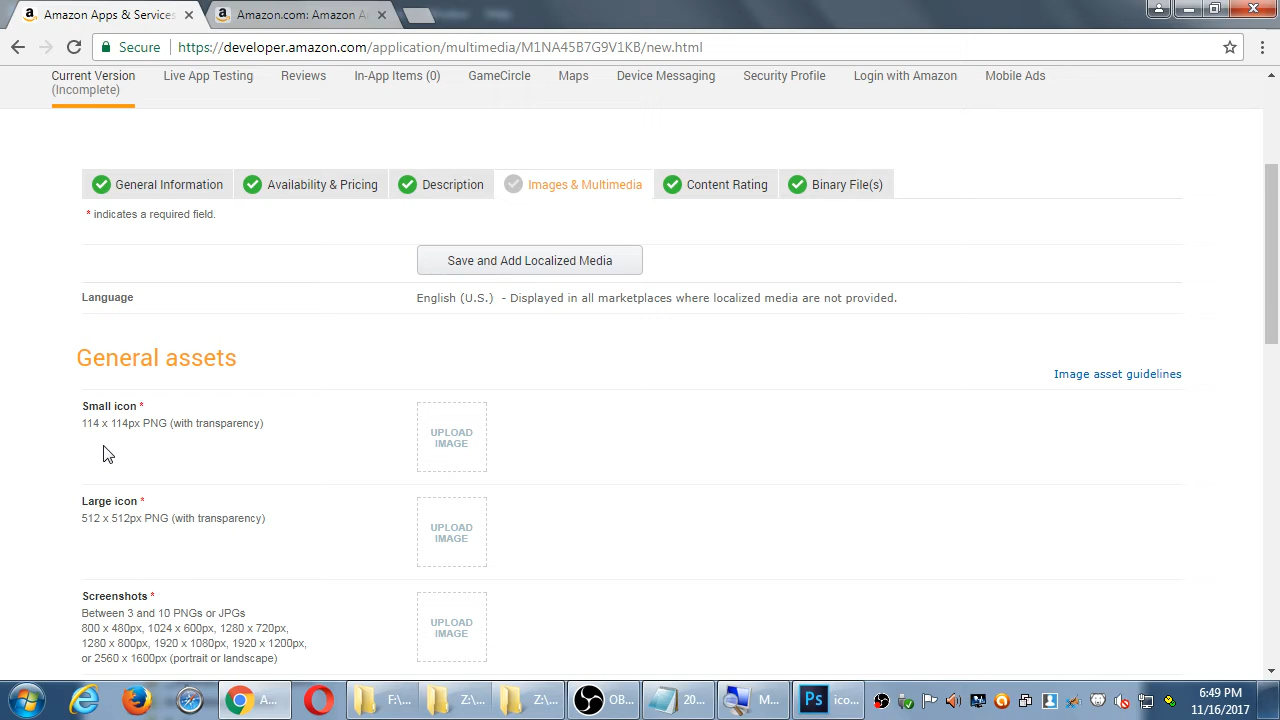 Amazon Apps & Services
Amazon.com: Amazon A
Secure
https://developer.amazon.com/application/multimedia/M1NA45B7G9V1KB/new.html
Current Version
(Incomplete)
Live App Testing
Reviews
In-App Items (0)
GameCircle
Maps
Device Messaging
Security Profile
Login with Amazon
Mobile Ads
General Information
Availability & Pricing
Description
Images & Multimedia
Content Rating
Binary File(s)
* indicates a required field.
Save and Add Localized Media
Language
English (U.S.) - Displayed in all marketplaces where localized media are not provided.
General assets
Image asset guidelines
Small icon *
114 x 114px PNG (with transparency)
UPLOAD
IMAGE
Large icon *
512 x 512px PNG (with transparency)
UPLOAD
IMAGE
Screenshots *
Between 3 and 10 PNGs or JPGs
800 x 480px, 1024 x 600px, 1280 x 720px,
1280 x 800px, 1920 x 1080px, 1920 x 1200px,
or 2560 x 1600px (portrait or landscape)
UPLOAD
IMAGE
A...
F:\...
Z:\...
Z:\...
OB...
20...
M...
Ps
ico...
6:49 PM
11/16/2017